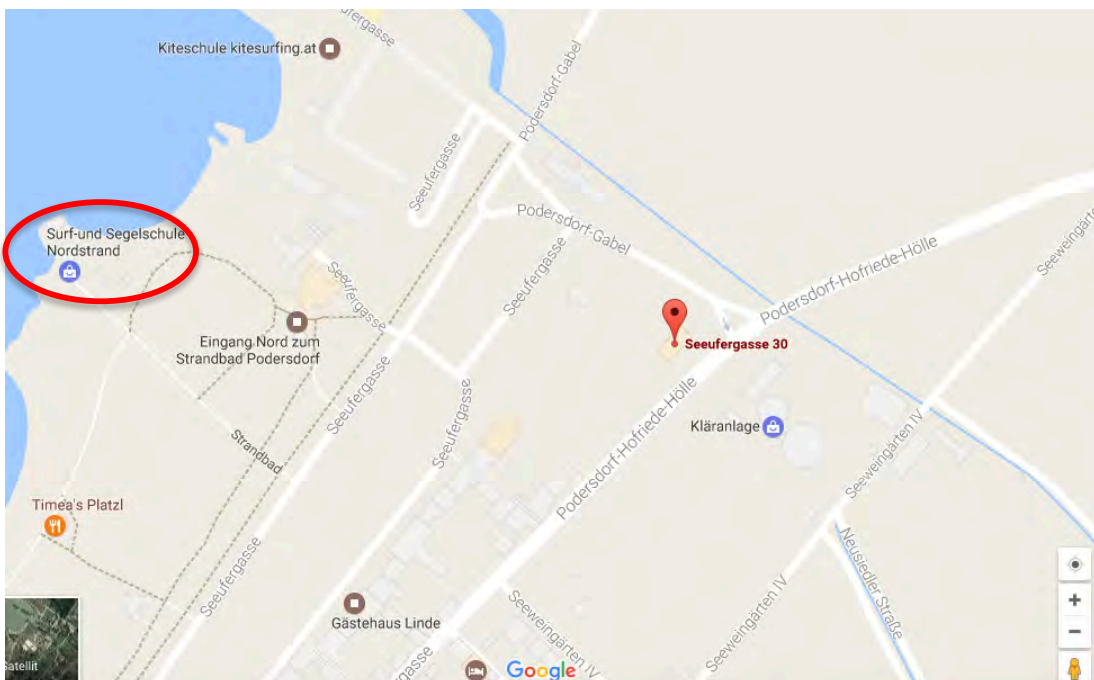 Seeufergasse
Kiteschule kitesurfing.at
Podersdorf-Gabel
Seeufergasse
Podersdorf-Gabel
Surf-und Segelschule
Nordstrand
Seeufergasse
Seeufergasse
Podersdorf-Hofriede-Hölle
Seeweingärten
Eingang Nord zum
Strandbad Podersdorf
Seeufergasse 30
Seeufergasse
Seeufergasse
Podersdorf-Hofriede-Hölle
Kläranlage
Seeweingärten IV
Strandbad
Timea's Platzl
Seeufergasse
Neusiedler Straße
Gästehaus Linde
Seeweingärten IV
Seeweingärten IV
Seeufergasse
Satellit
Google